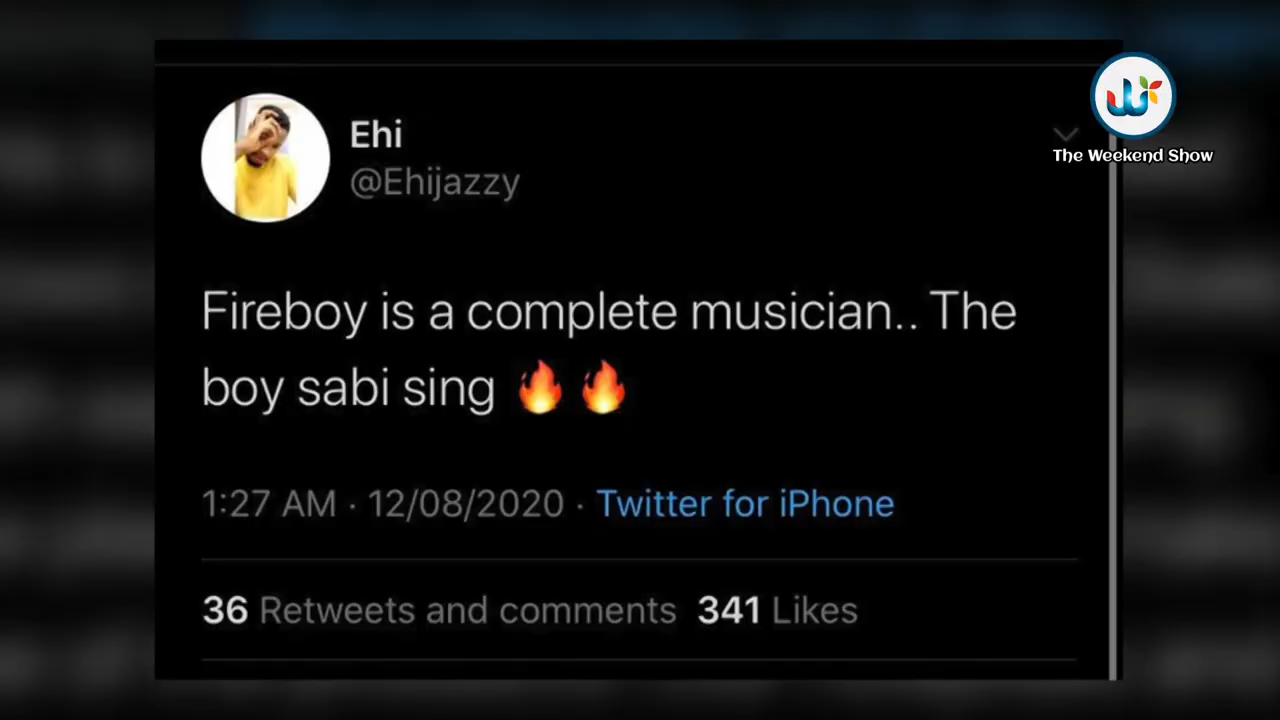 The Weekend Show
Ehi
@Ehijazzy
Fireboy is a complete musician.. The
boy sabi sing 🔥 🔥
1:27 AM · 12/08/2020 · Twitter for iPhone
36 Retweets and comments 341 Likes